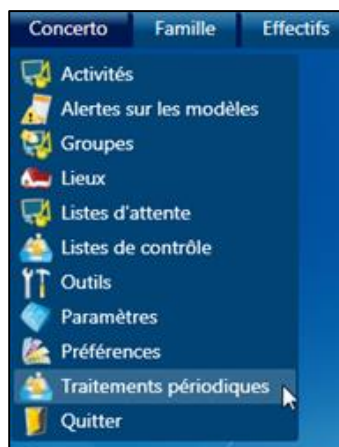 Concerto Famille Effectifs
Activités
Alertes sur les modèles
Groupes
Lieux
Listes d'attente
Listes de contrôle
Outils
Paramètres
Préférences
Traitements périodiques
Quitter